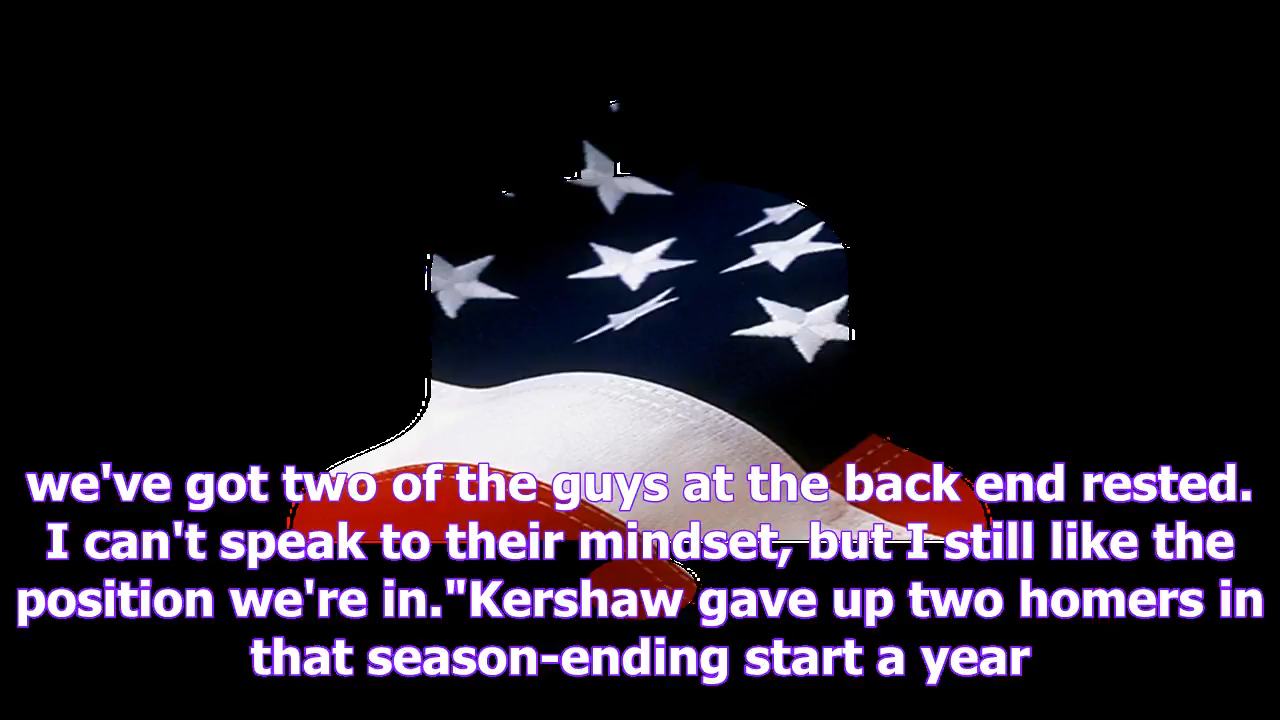 we've got two of the guys at the back end rested.
I can't speak to their mindset, but I still like the
position we're in."Kershaw gave up two homers in
that season-ending start a year